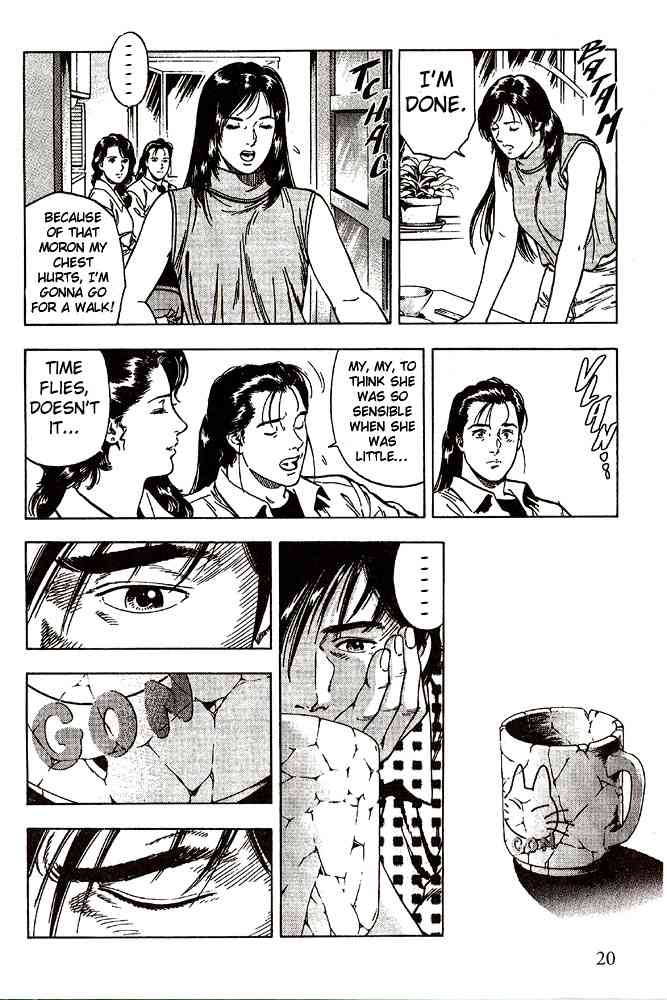 BATAM
I'M
DONE.
TCHAC
......
BECAUSE
OF THAT
MORON MY
CHEST
HURTS, I'M
GONNA GO
FOR A WALK!
VLAN!
MY, MY, TO
THINK SHE
WAS SO
SENSIBLE
WHEN SHE
WAS
LITTLE...
TIME
FLIES,
DOESN'T
IT...
......
GON
GON
20